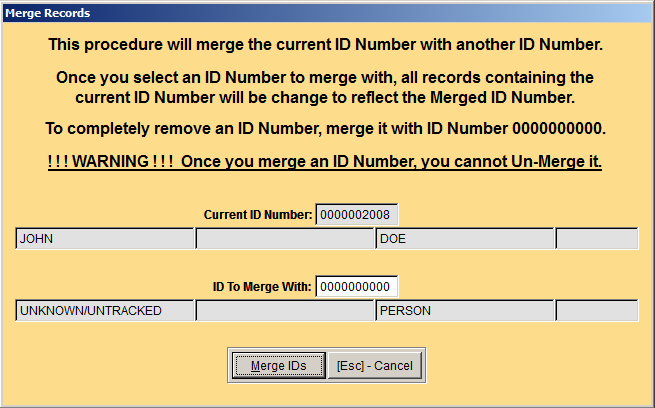 Merge Records
This procedure will merge the current ID Number with another ID Number.
Once you select an ID Number to merge with, all records containing the
current ID Number will be change to reflect the Merged ID Number.
To completely remove an ID Number, merge it with ID Number 0000000000.
! ! ! WARNING ! ! !  Once you merge an ID Number, you cannot Un-Merge it.
Current ID Number: 0000002008
JOHN DOE
ID To Merge With: 0000000000
UNKNOWN/UNTRACKED PERSON
Merge IDs [Esc] - Cancel